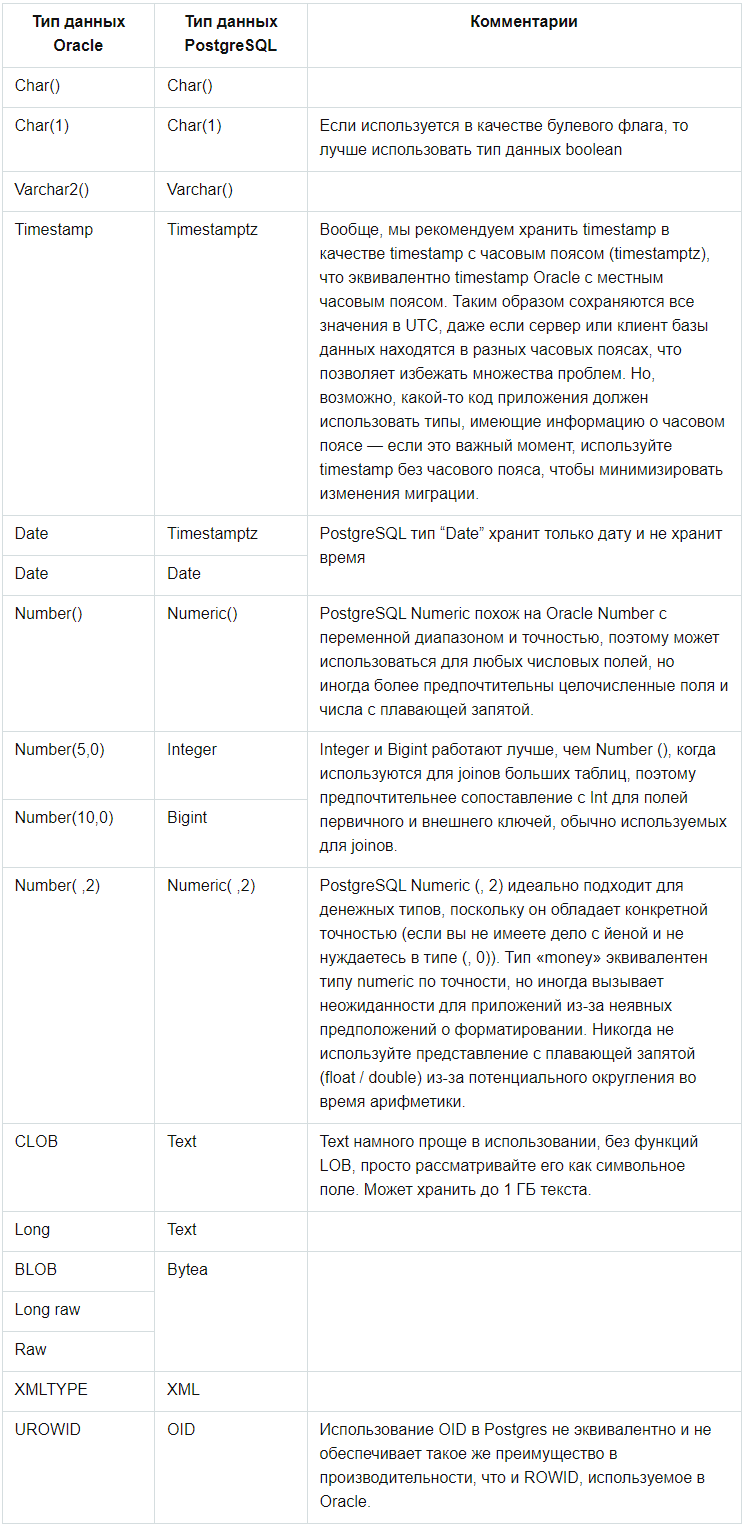 Тип данных Oracle
Тип данных PostgreSQL
Комментарии
Char()
Char()
Char(1)
Char(1)
Если используется в качестве булевого флага, то
лучше использовать тип данных boolean
Varchar2()
Varchar()
Timestamp
Timestamptz
Вообще, мы рекомендуем хранить timestamp в
качестве timestamp с часовым поясом (timestamptz),
что эквивалентно timestamp Oracle с местным
часовым поясом. Таким образом сохраняются все
значения в UTC, даже если сервер или клиент базы
данных находятся в разных часовых поясах, что
позволяет избежать множества проблем. Но,
возможно, какой-то код приложения должен
использовать типы, имеющие информацию о часовом
поясе — если это важный момент, используйте
timestamp без часового пояса, чтобы минимизировать
изменения миграции.
Date
Timestamptz
PostgreSQL тип “Date” хранит только дату и не хранит
время
Date
Date
Number()
Numeric()
PostgreSQL Numeric похож на Oracle Number с
переменной диапазоном и точностью, поэтому может
использоваться для любых числовых полей, но
иногда более предпочтительны целочисленные поля и
числа с плавающей запятой.
Number(5,0)
Integer
Integer и Bigint работают лучше, чем Number (), когда
используются для joinов больших таблиц, поэтому
предпочтительнее сопоставление с Int для полей
первичного и внешнего ключей, обычно используемых
для joinов.
Number(10,0)
Bigint
Number( ,2)
Numeric( ,2)
PostgreSQL Numeric (, 2) идеально подходит для
денежных типов, поскольку он обладает конкретной
точностью (если вы не имеете дело с йеной и не
нуждаетесь в типе (, 0)). Тип «money» эквивалентен
типу numeric по точности, но иногда вызывает
неожиданности для приложений из-за неявных
предположений о форматировании. Никогда не
используйте представление с плавающей запятой
(float / double) из-за потенциального округления во
время арифметики.
CLOB
Text
Text намного проще в использовании, без функций
LOB, просто рассматривайте его как символьное
поле. Может хранить до 1 ГБ текста.
Long
Text
BLOB
Bytea
Long raw
Raw
XMLTYPE
XML
UROWID
OID
Использование OID в Postgres не эквивалентно и не
обеспечивает такое же преимущество в
производительности, что и ROWID, используемое в
Oracle.